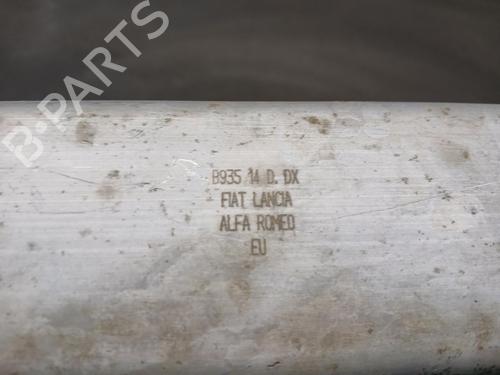 B-PARTS
B935 14 D. DX
FIAT LANCIA
ALFA ROMEO
EU